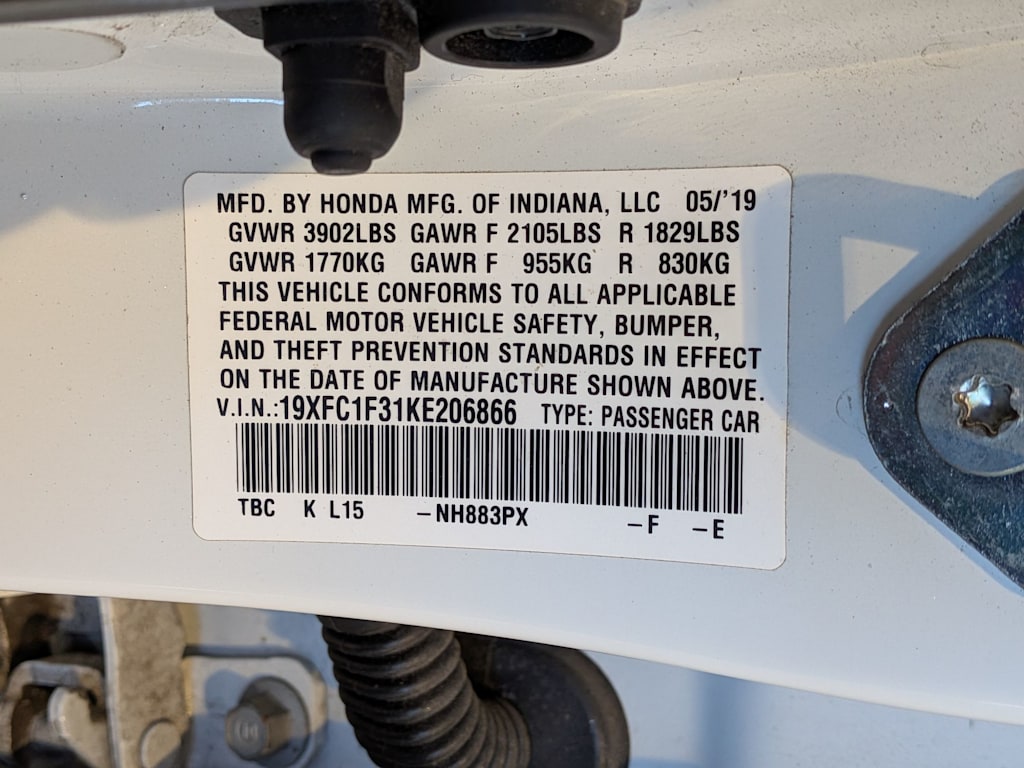 MFD. BY HONDA MFG. OF INDIANA, LLC 05/'19
GVWR 3902LBS GAWR F 2105LBS R 1829LBS
GVWR 1770KG GAWR F 955KG R 830KG
THIS VEHICLE CONFORMS TO ALL APPLICABLE
FEDERAL MOTOR VEHICLE SAFETY, BUMPER,
AND THEFT PREVENTION STANDARDS IN EFFECT
ON THE DATE OF MANUFACTURE SHOWN ABOVE.
V.I.N.:19XFC1F31KE206866 TYPE: PASSENGER CAR
TBC K L15 –NH883PX –F –E